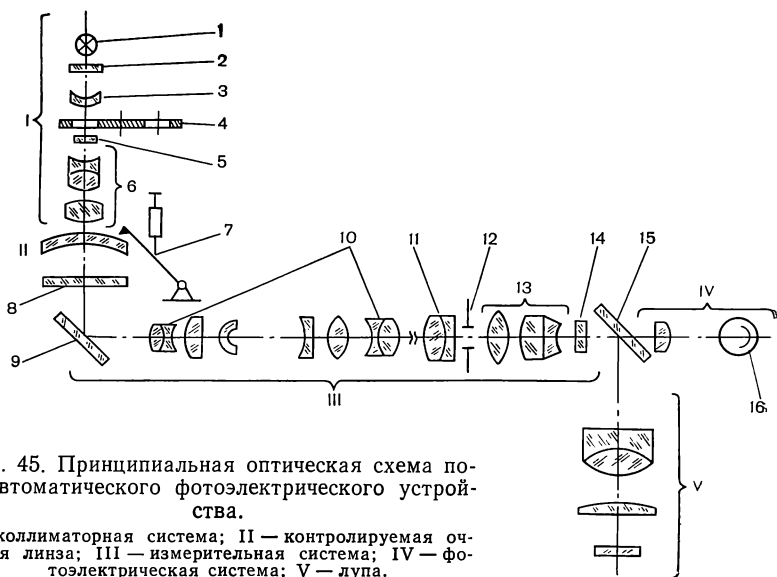 1
2
3
I
4
5
6
II
7
10
11
12
13
14
15
IV
8
9
16
III
V
. 45. Принципиальная оптическая схема по-
втоматического фотоэлектрического устрой-
ства.
коллиматорная система; II — контролируемая оч-
я линза; III — измерительная система; IV — фо-
тоэлектрическая система; V — лупа.